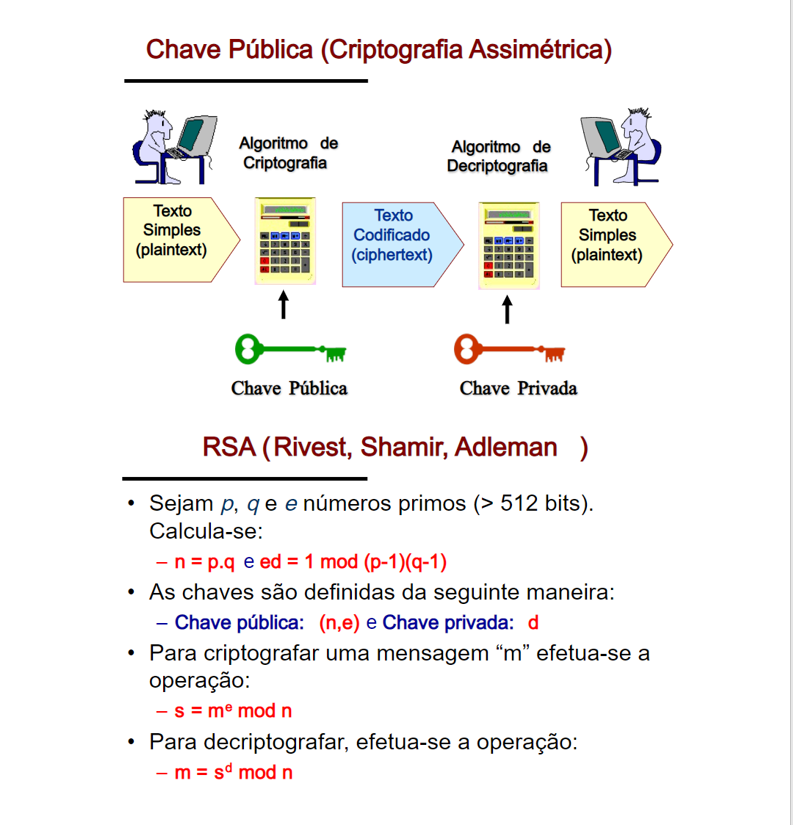 Chave Pública (Criptografia Assimétrica)
Algoritmo de
Criptografia
Algoritmo de
Decriptografia
Texto
Simples
(plaintext)
Texto
Codificado
(ciphertext)
Texto
Simples
(plaintext)
Chave Pública
Chave Privada
RSA (Rivest, Shamir, Adleman )
• Sejam p, q e e números primos (> 512 bits).
Calcula-se:
– n = p.q e ed = 1 mod (p-1)(q-1)
• As chaves são definidas da seguinte maneira:
– Chave pública: (n,e) e Chave privada: d
• Para criptografar uma mensagem “m” efetua-se a
operação:
– s = mᵉ mod n
• Para decriptografar, efetua-se a operação:
– m = sᵈ mod n